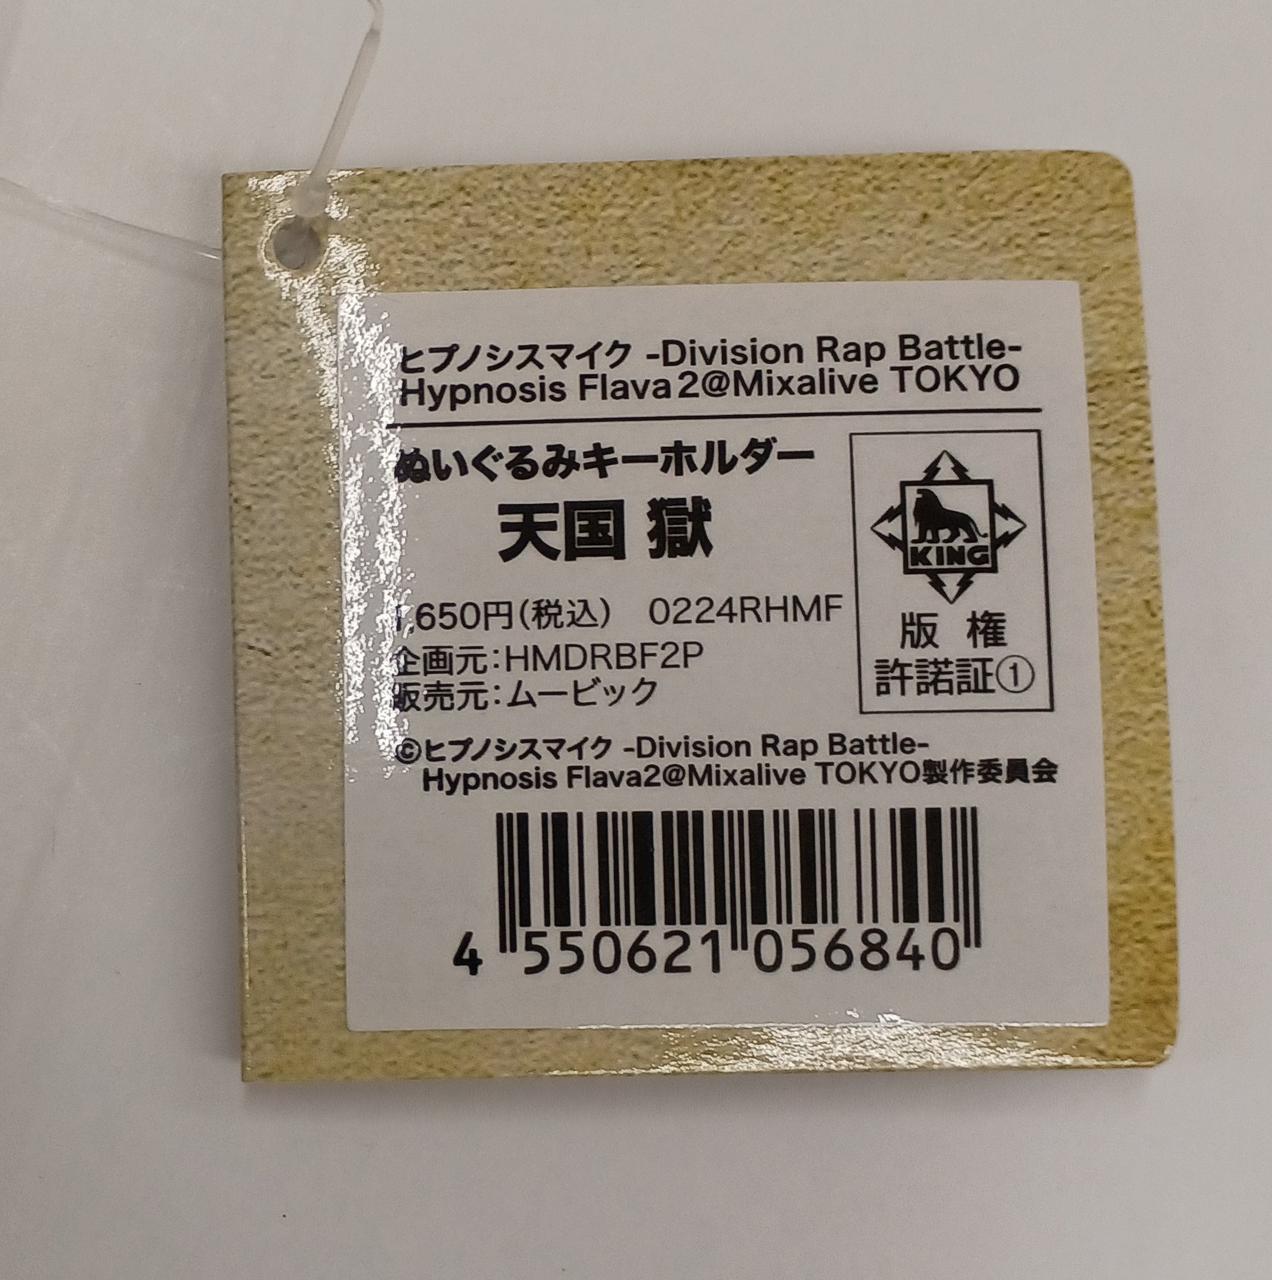 ヒプノシスマイク -Division Rap Battle-
Hypnosis Flava2@Mixalive TOKYO
ぬいぐるみキーホルダー
天国 獄
1,650円(税込) 0224RHMF
企画元:HMDRBF2P
販売元:ムービック
KING
版権
許諾証①
©ヒプノシスマイク -Division Rap Battle-
Hypnosis Flava2@Mixalive TOKYO製作委員会
4 550621 056840